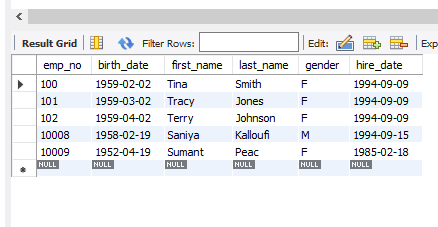 Result Grid Filter Rows: Edit: Exp
emp_no birth_date first_name last_name gender hire_date
100 1959-02-02 Tina Smith F 1994-09-09
101 1959-03-02 Tracy Jones F 1994-09-09
102 1959-04-02 Terry Johnson F 1994-09-09
10008 1958-02-19 Saniya Kalloufi M 1994-09-15
10009 1952-04-19 Sumant Peac F 1985-02-18
NULL NULL NULL NULL NULL NULL